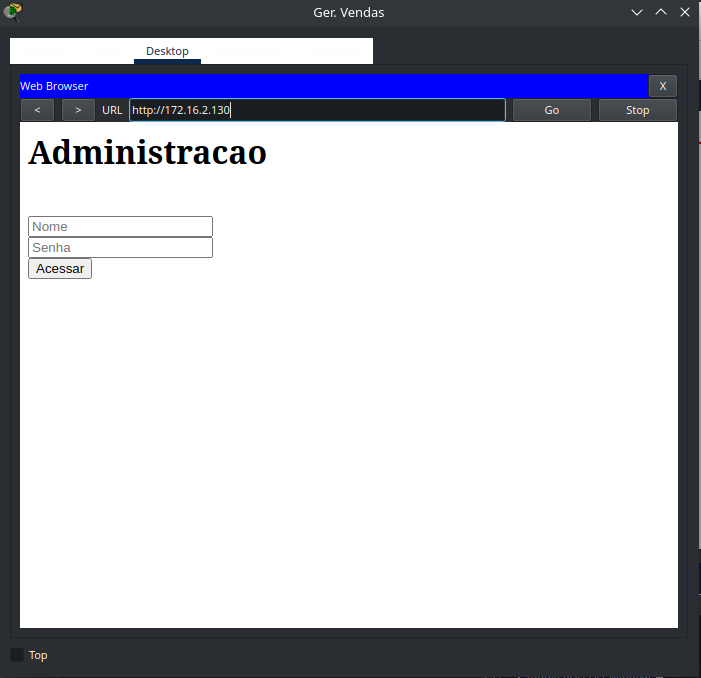 Ger. Vendas
Desktop
Web Browser X
< > URL http://172.16.2.130 Go Stop
Administracao
Nome
Senha
Acessar
Top